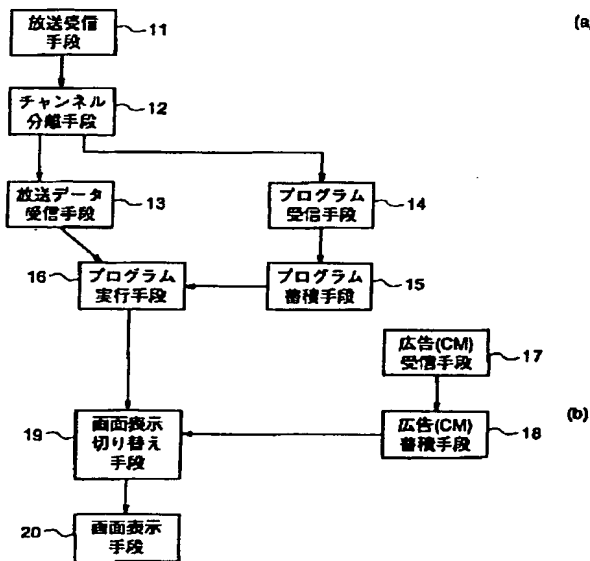 放送受信
手段
11
(a)
チャンネル
分離手段
12
放送データ
受信手段
13
プログラム
受信手段
14
16
プログラム
実行手段
プログラム
蓄積手段
15
広告(CM)
受信手段
17
19
画面表示
切り替え
手段
広告(CM)
蓄積手段
18
(b)
20
画面表示
手段